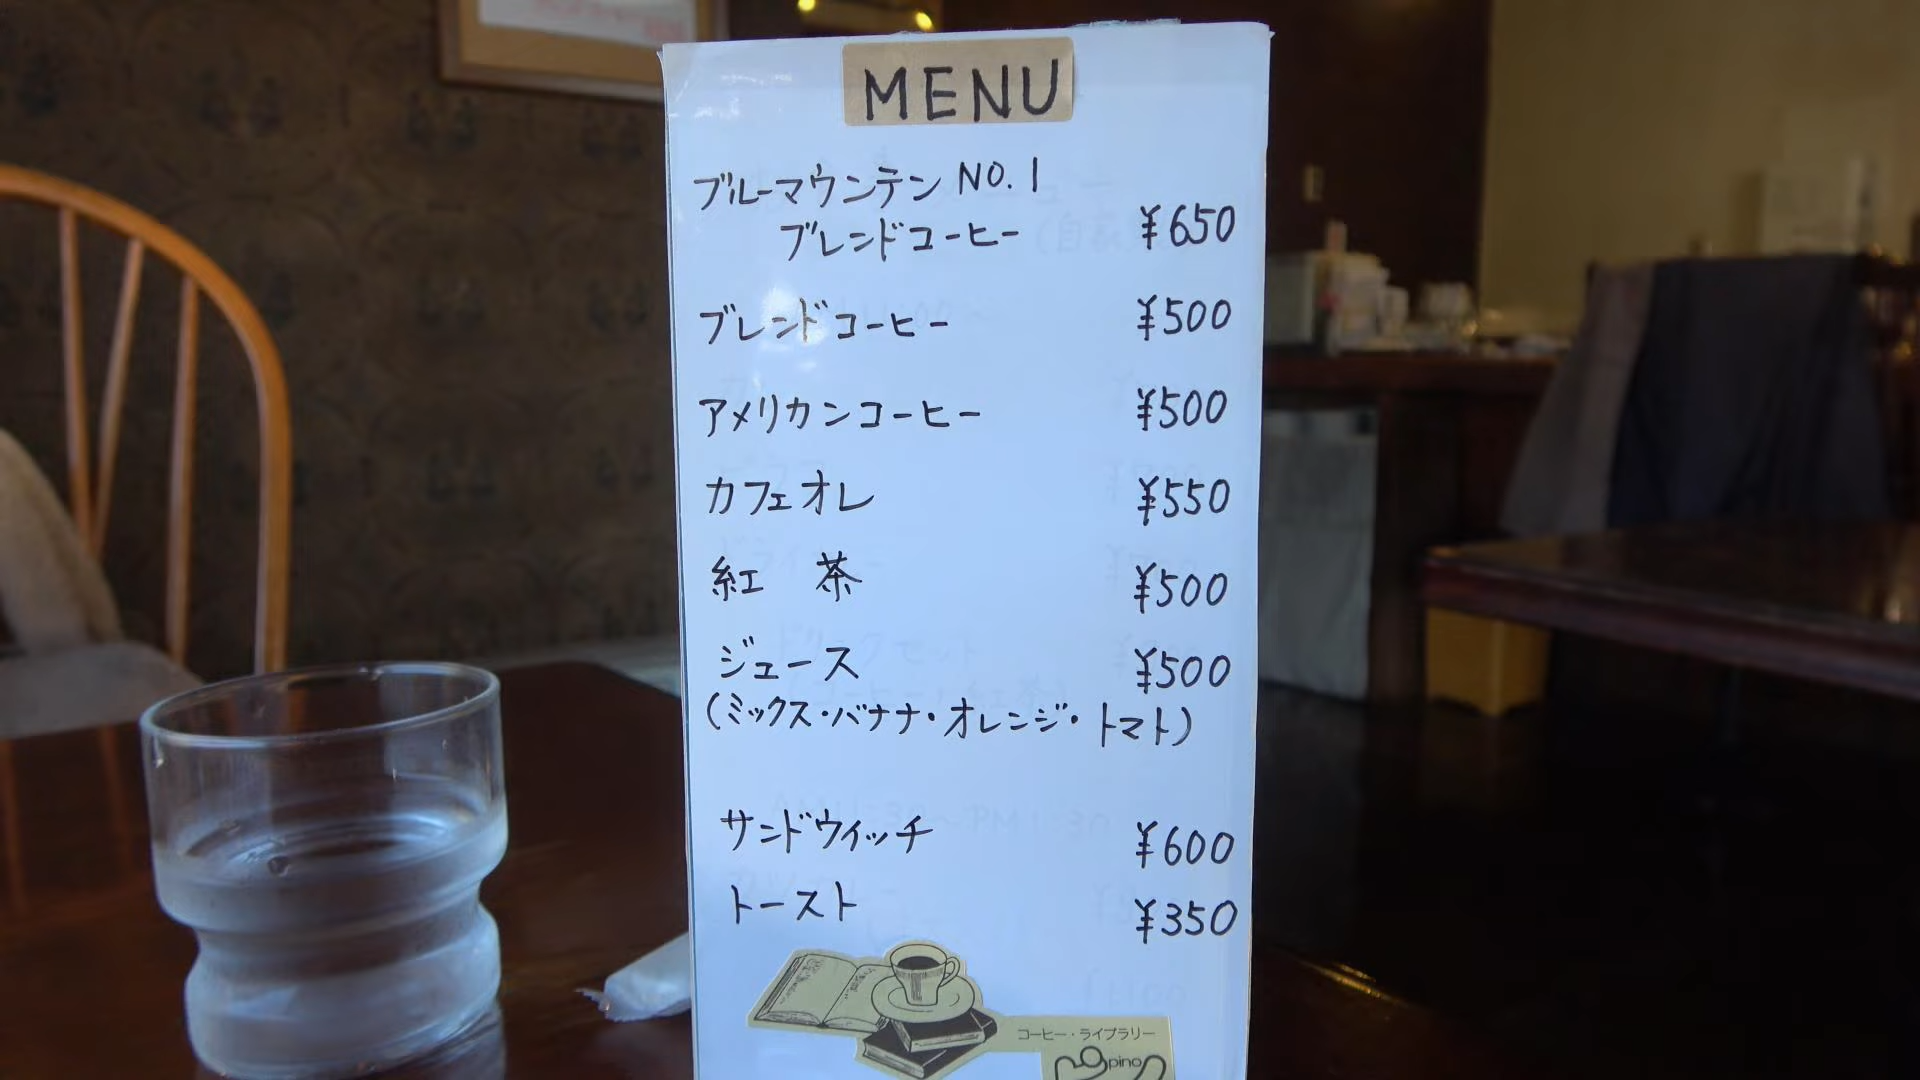 MENU
ブルーマウンテン NO.1
ブレンドコーヒー ¥650
ブレンドコーヒー ¥500
アメリカンコーヒー ¥500
カフェオレ ¥550
紅 茶 ¥500
ジュース ¥500
(ミックス・バナナ・オレンジ・トマト)
サンドウィッチ ¥600
トースト ¥350
コーヒー・ライブラリー
pino